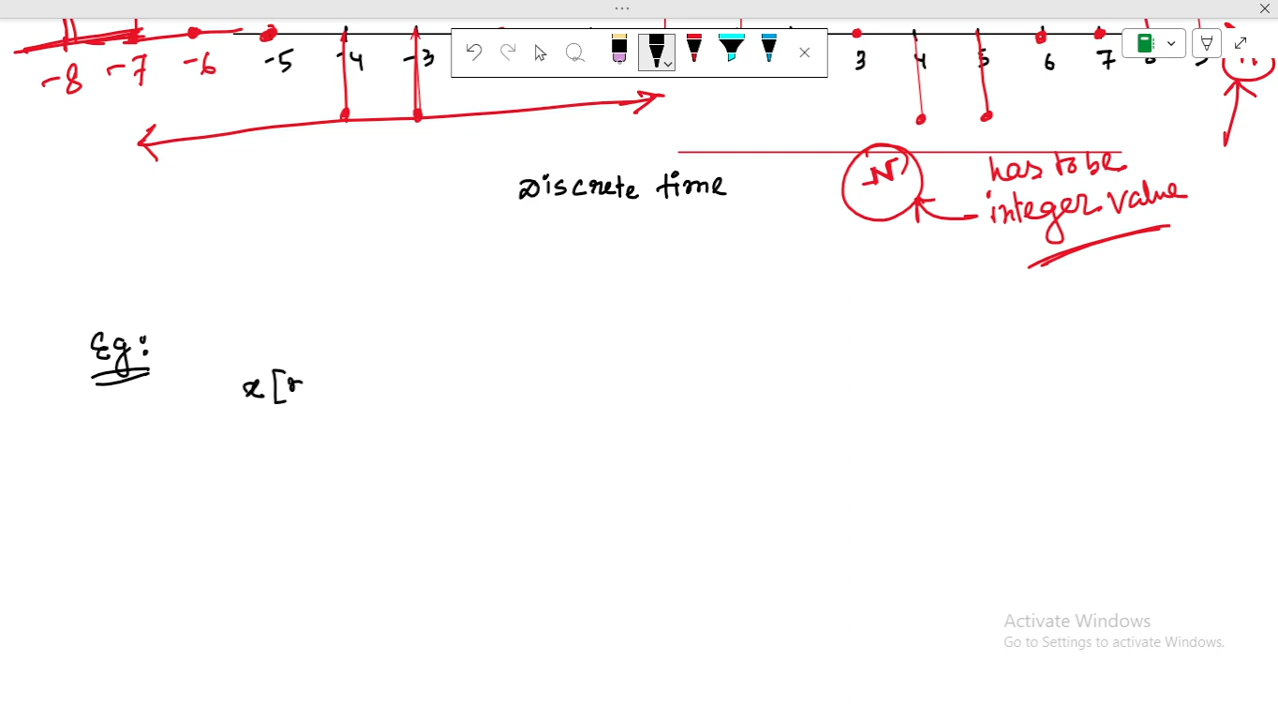 -8 -7 -6 -5 -4 -3 3 4 5 6 7
Discrete time
N has to be
integer value
Eg:
x[n
Activate Windows
Go to Settings to activate Windows.